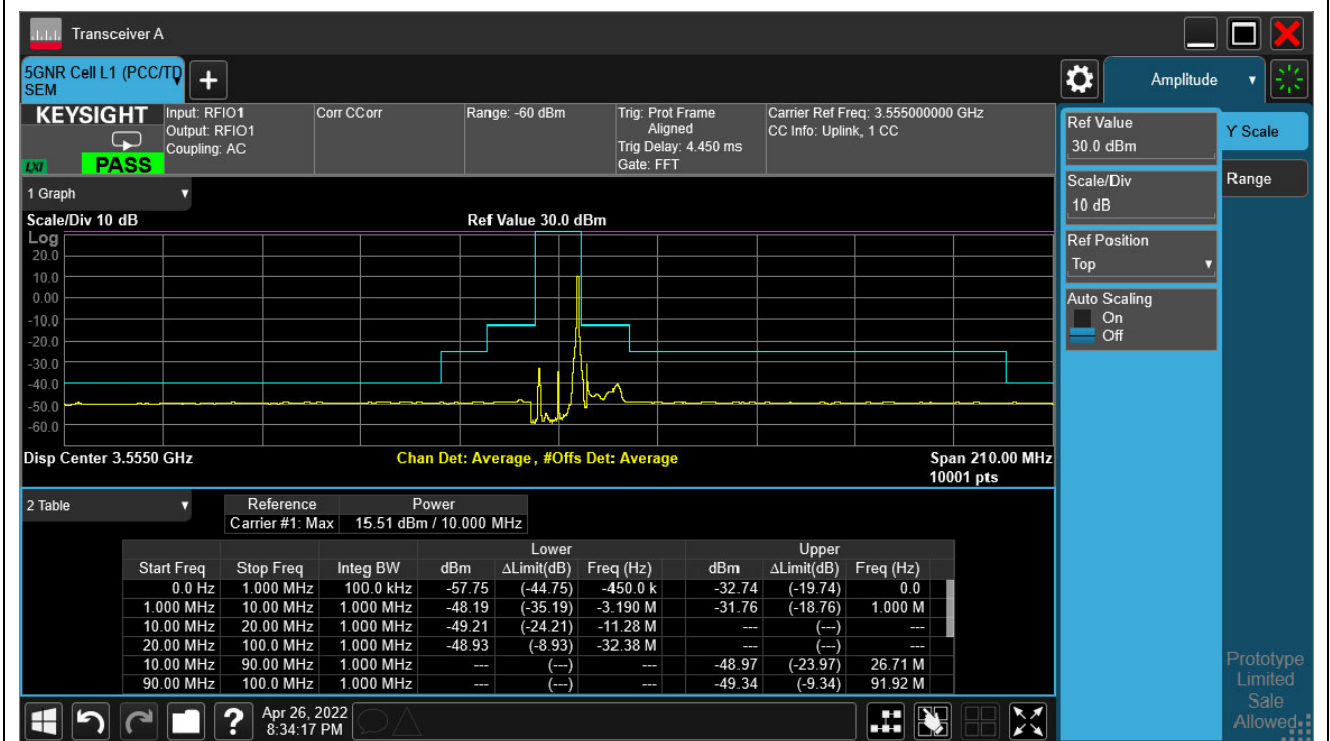 Transceiver A
5GNR Cell L1 (PCC/TD
SEM
+
Amplitude
KEYSIGHT
LXI
PASS
Input: RFIO1
Output: RFIO1
Coupling: AC
Corr CCorr
Range: -60 dBm
Trig: Prot Frame
Aligned
Trig Delay: 4.450 ms
Gate: FFT
Carrier Ref Freq: 3.555000000 GHz
CC Info: Uplink, 1 CC
Ref Value
30.0 dBm
Scale/Div
10 dB
Ref Position
Top
Auto Scaling
On
Off
Y Scale
Range
1 Graph
Scale/Div 10 dB
Ref Value 30.0 dBm
Log
20.0
10.0
0.00
-10.0
-20.0
-30.0
-40.0
-50.0
-60.0
Disp Center 3.5550 GHz
Chan Det: Average , #Offs Det: Average
Span 210.00 MHz
10001 pts
2 Table
Reference Power
Carrier #1: Max 15.51 dBm / 10.000 MHz
Lower Upper
Start Freq Stop Freq Integ BW dBm ΔLimit(dB) Freq (Hz) dBm ΔLimit(dB) Freq (Hz)
0.0 Hz 1.000 MHz 100.0 kHz -57.75 (-44.75) -450.0 k -32.74 (-19.74) 0.0
1.000 MHz 10.00 MHz 1.000 MHz -48.19 (-35.19) -3.190 M -31.76 (-18.76) 1.000 M
10.00 MHz 20.00 MHz 1.000 MHz -49.21 (-24.21) -11.28 M --- (---) ---
20.00 MHz 100.0 MHz 1.000 MHz -48.93 (-8.93) -32.38 M --- (---) ---
10.00 MHz 90.00 MHz 1.000 MHz --- (---) --- -48.97 (-23.97) 26.71 M
90.00 MHz 100.0 MHz 1.000 MHz --- (---) --- -49.34 (-9.34) 91.92 M
?
Apr 26, 2022
8:34:17 PM
Prototype
Limited
Sale
Allowed